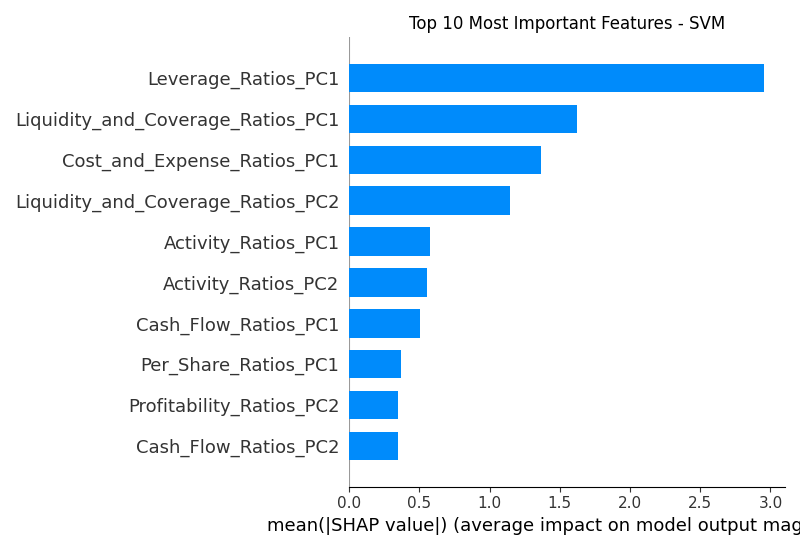 Top 10 Most Important Features - SVM
Leverage_Ratios_PC1
Liquidity_and_Coverage_Ratios_PC1
Cost_and_Expense_Ratios_PC1
Liquidity_and_Coverage_Ratios_PC2
Activity_Ratios_PC1
Activity_Ratios_PC2
Cash_Flow_Ratios_PC1
Per_Share_Ratios_PC1
Profitability_Ratios_PC2
Cash_Flow_Ratios_PC2
0.0 0.5 1.0 1.5 2.0 2.5 3.0
mean(|SHAP value|) (average impact on model output mag